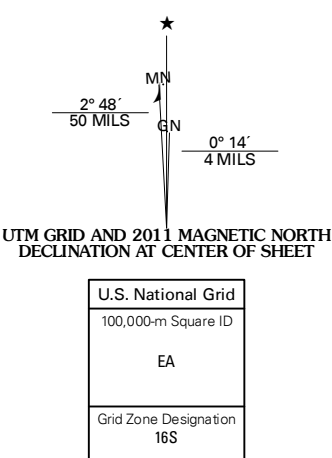 ★
MN
2° 48´
50 MILS
GN
0° 14´
4 MILS
UTM GRID AND 2011 MAGNETIC NORTH
DECLINATION AT CENTER OF SHEET
U.S. National Grid
100,000-m Square ID
EA
Grid Zone Designation
16S